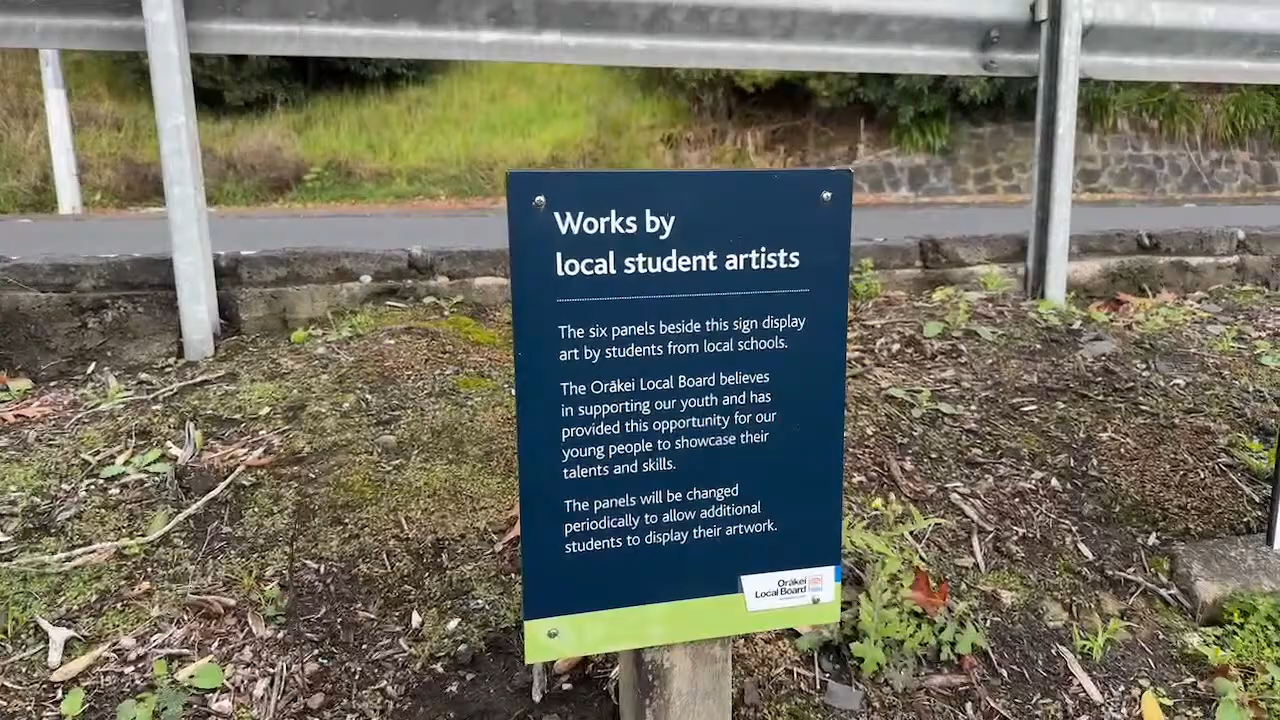 Works by
local student artists
The six panels beside this sign display
art by students from local schools.
The Orākei Local Board believes
in supporting our youth and has
provided this opportunity for our
young people to showcase their
talents and skills.
The panels will be changed
periodically to allow additional
students to display their artwork.
Orākei
Local Board